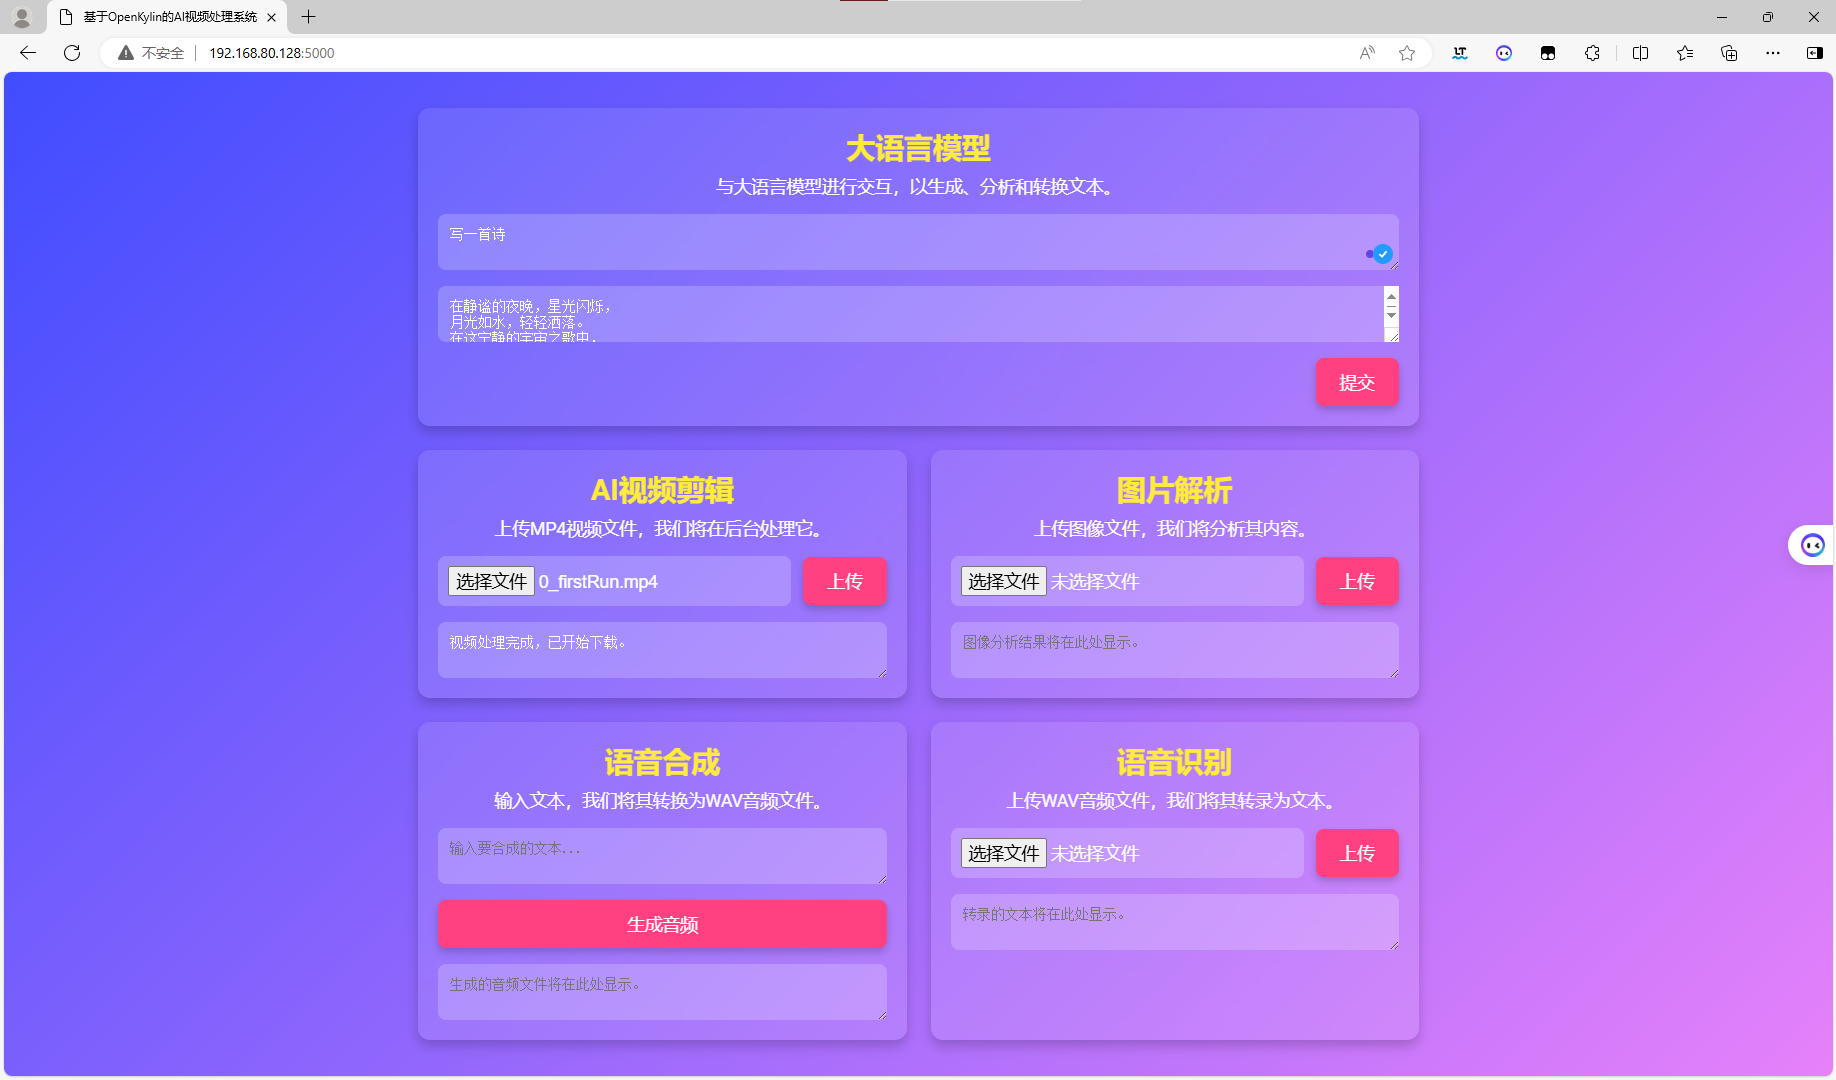 基于OpenKylin的AI视频处理系统
不安全
192.168.80.128:5000
大语言模型
与大语言模型进行交互，以生成、分析和转换文本。
写一首诗
在静谧的夜晚，星光闪烁，
月光如水，轻轻洒落。
在这宁静的宇宙之歌中，
提交
AI视频剪辑
上传MP4视频文件，我们将在后台处理它。
选择文件 0_firstRun.mp4
上传
视频处理完成，已开始下载。
图片解析
上传图像文件，我们将分析其内容。
选择文件 未选择文件
上传
图像分析结果将在此处显示。
语音合成
输入文本，我们将其转换为WAV音频文件。
输入要合成的文本...
生成音频
生成的音频文件将在此处显示。
语音识别
上传WAV音频文件，我们将其转录为文本。
选择文件 未选择文件
上传
转录的文本将在此处显示。